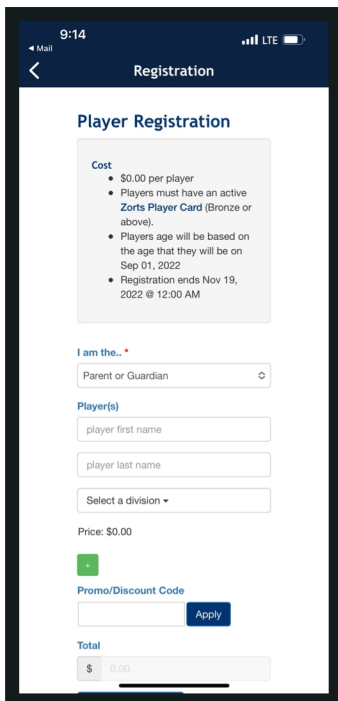 9:14
LTE
◄ Mail
Registration
Player Registration
Cost
• $0.00 per player
• Players must have an active
Zorts Player Card (Bronze or
above).
• Players age will be based on
the age that they will be on
Sep 01, 2022
• Registration ends Nov 19,
2022 @ 12:00 AM
I am the.. *
Parent or Guardian
Player(s)
player first name
player last name
Select a division
Price: $0.00
+
Promo/Discount Code
Apply
Total
$ 0.00